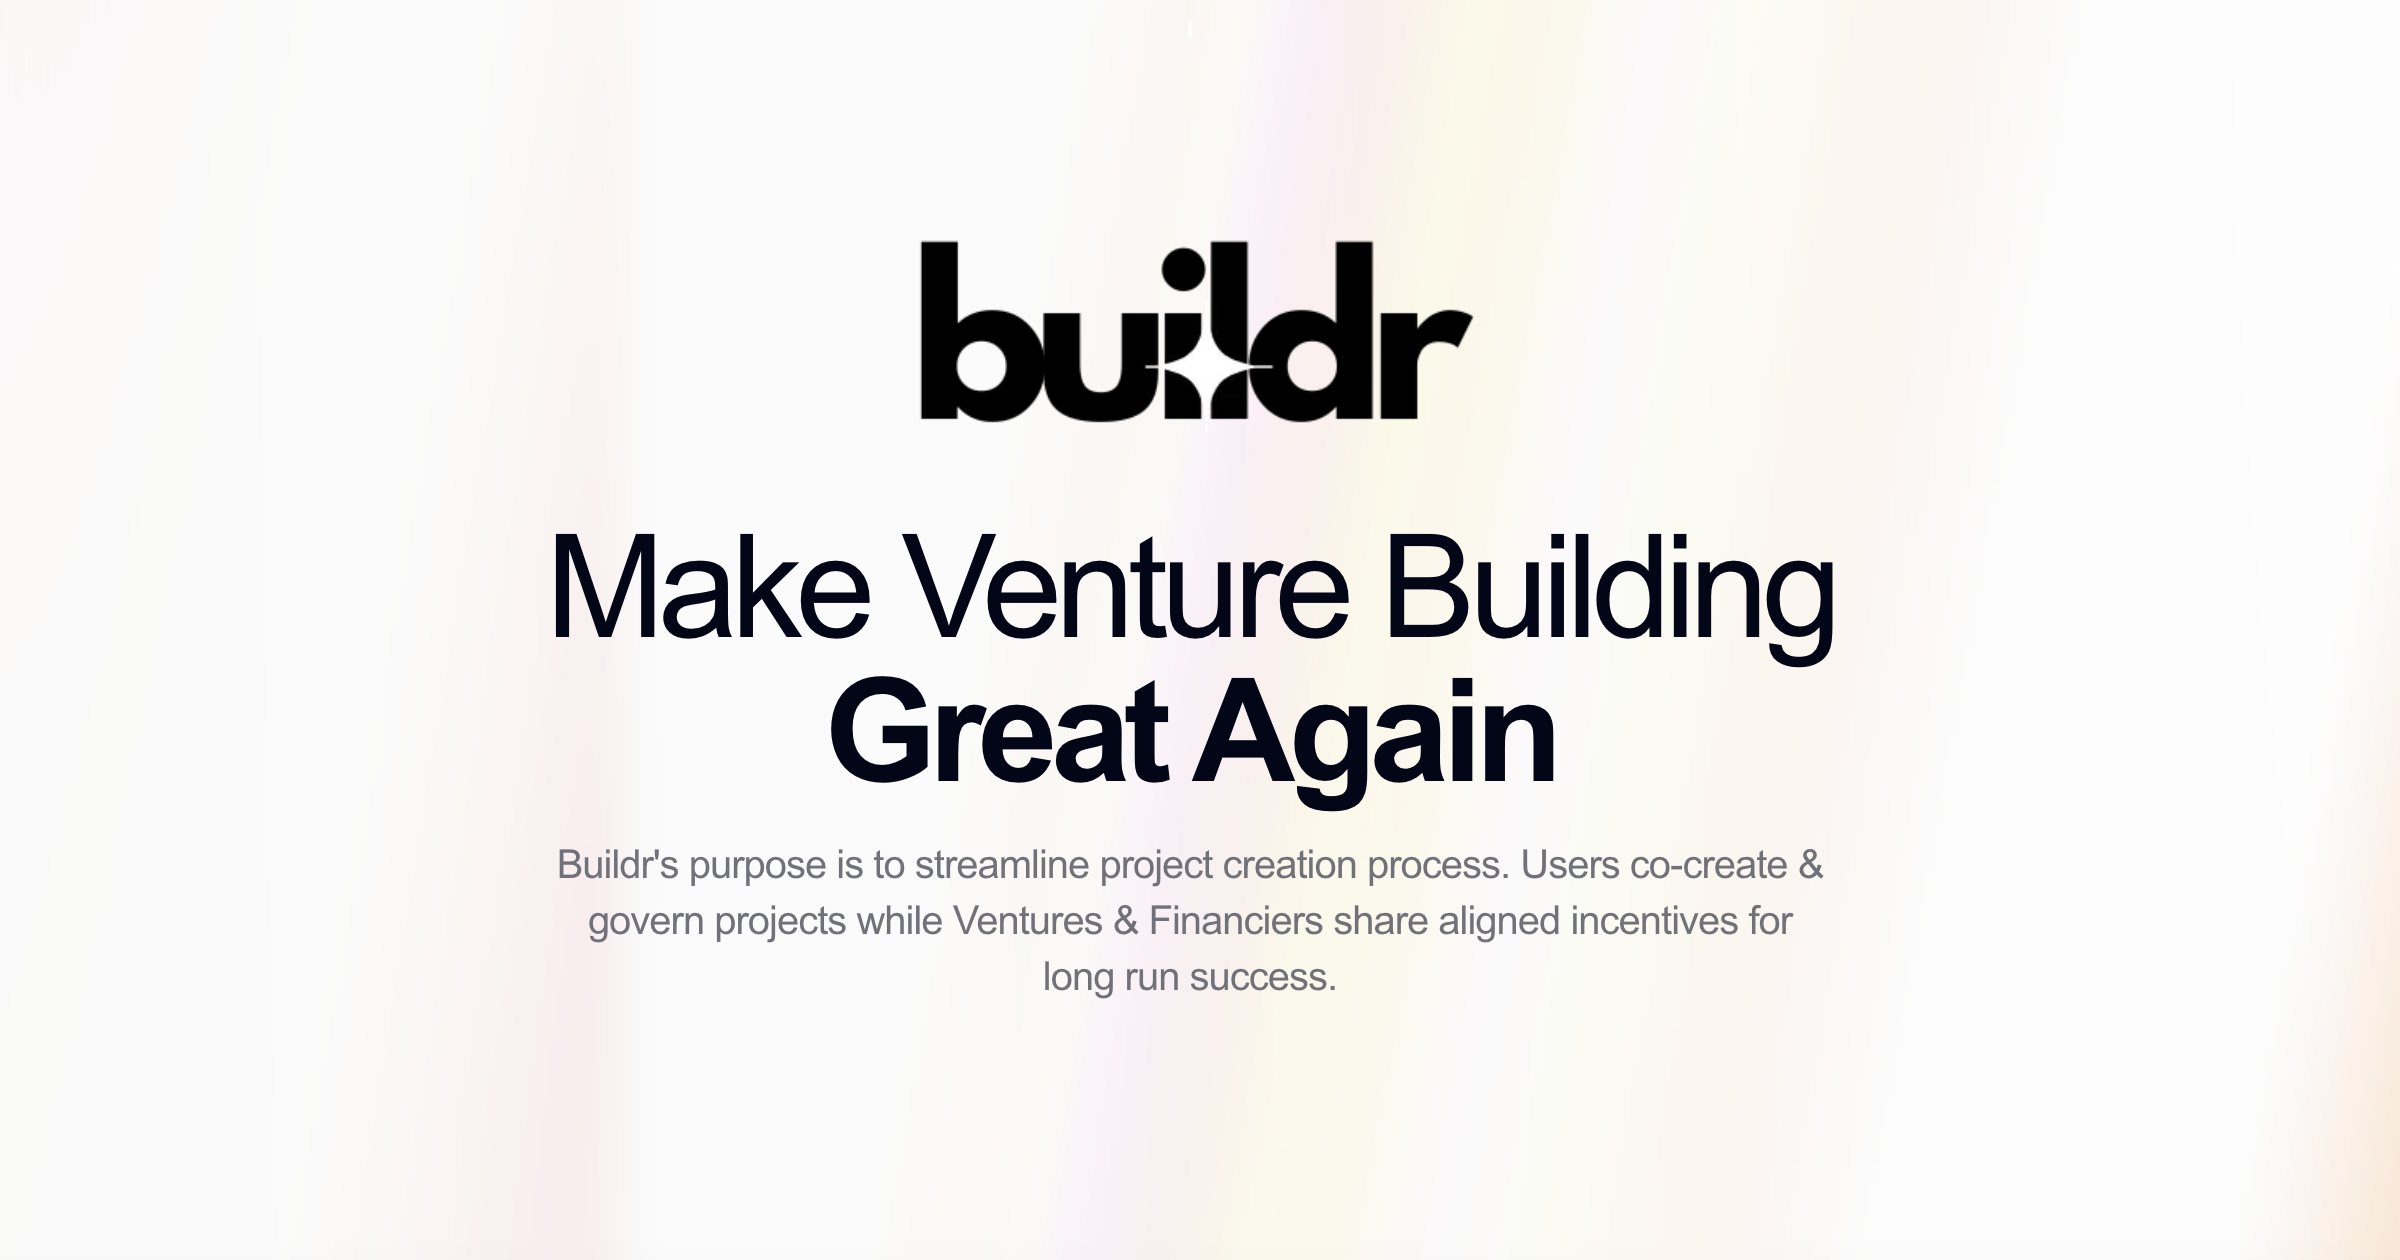 buildr
Make Venture Building
Great Again
Buildr's purpose is to streamline project creation process. Users co-create &
govern projects while Ventures & Financiers share aligned incentives for
long run success.